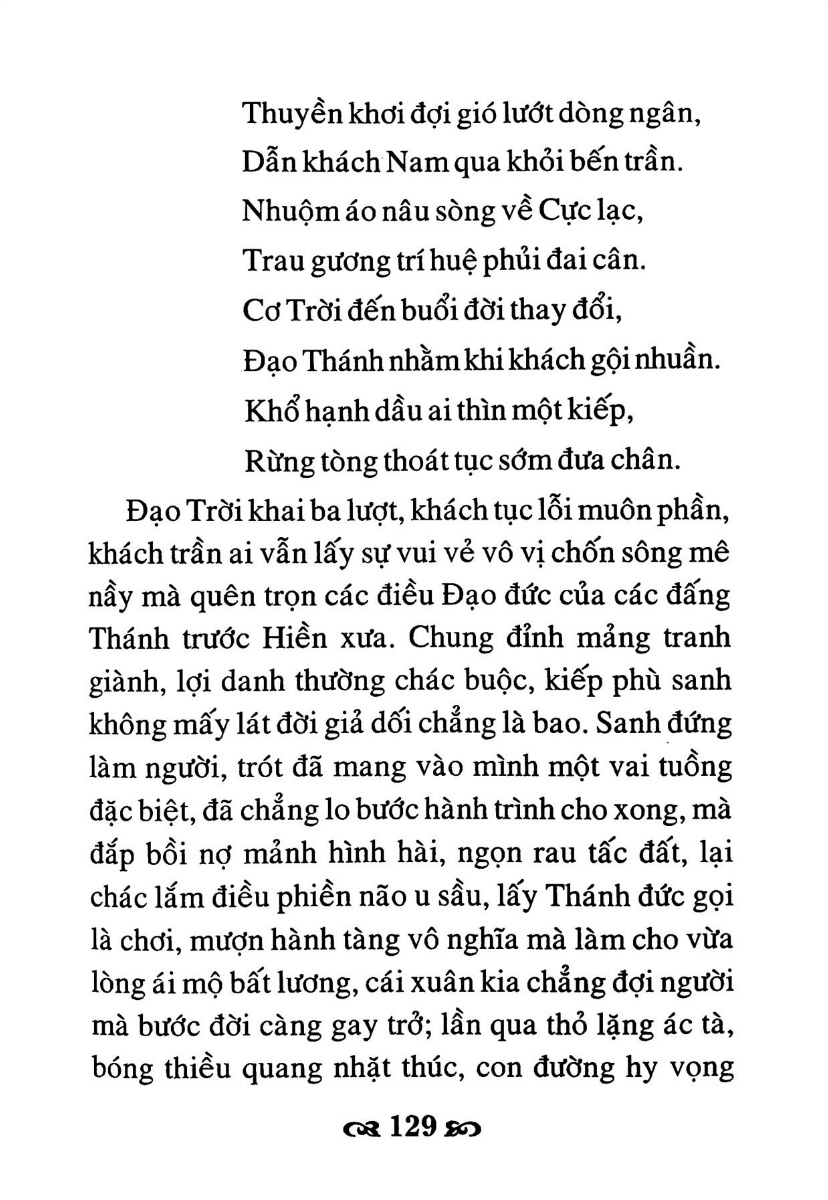 Thuyền khơi đợi gió lướt dòng ngân,
Dẫn khách Nam qua khỏi bến trần.
Nhuộm áo nâu sòng về Cực lạc,
Trau gương trí huệ phủi đai cân.
Cơ Trời đến buổi đời thay đổi,
Đạo Thánh nhằm khi khách gội nhuần.
Khổ hạnh dầu ai thìn một kiếp,
Rừng tòng thoát tục sớm đưa chân.
Đạo Trời khai ba lượt, khách tục lỗi muôn phần,
khách trần ai vẫn lấy sự vui vẻ vô vị chốn sông mê
nầy mà quên trọn các điều Đạo đức của các đấng
Thánh trước Hiền xưa. Chung đỉnh mảng tranh
giành, lợi danh thường chác buộc, kiếp phù sanh
không mấy lát đời giả dối chẳng là bao. Sanh đứng
làm người, trót đã mang vào mình một vai tuồng
đặc biệt, đã chẳng lo bước hành trình cho xong, mà
đắp bồi nợ mảnh hình hài, ngọn rau tấc đất, lại
chác lắm điều phiền não u sầu, lấy Thánh đức gọi
là chơi, mượn hành tàng vô nghĩa mà làm cho vừa
lòng ái mộ bất lương, cái xuân kia chẳng đợi người
mà bước đời càng gay trở; lần qua thỏ lặng ác tà,
bóng thiều quang nhặt thúc, con đường hy vọng
129